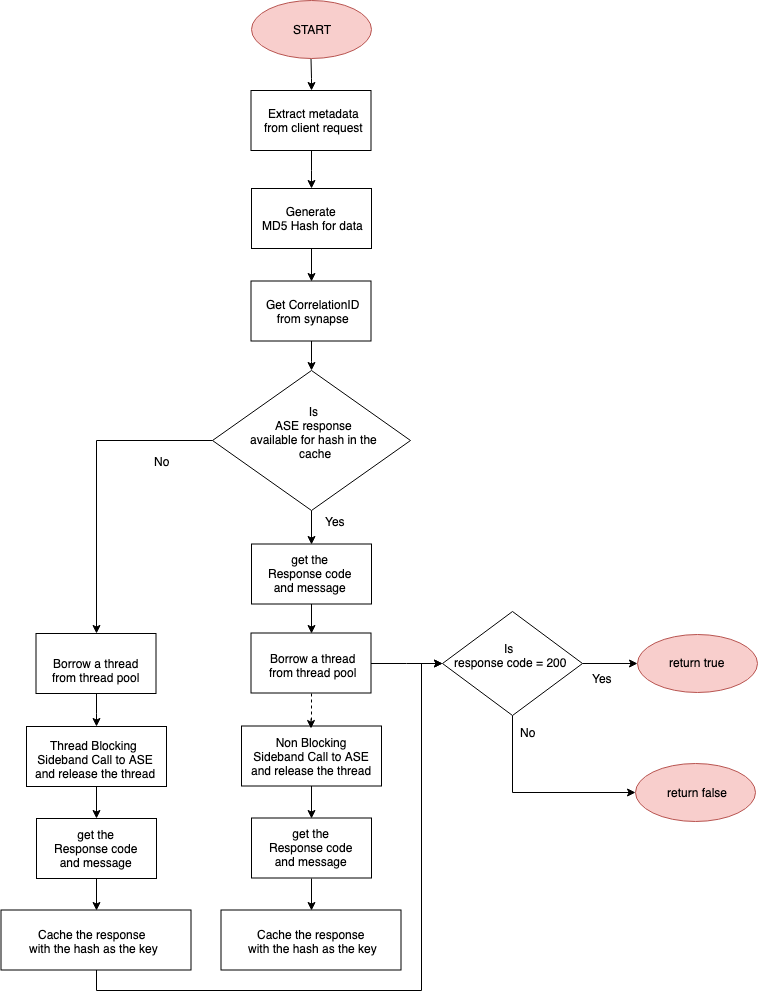 START
Extract metadata
from client request
Generate
MD5 Hash for data
Get CorrelationID
from synapse
Is
ASE response
available for hash in the
cache
No
Yes
get the
Response code
and message
Borrow a thread
from thread pool
Borrow a thread
from thread pool
Is
response code = 200
Yes
return true
No
return false
Thread Blocking
Sideband Call to ASE
and release the thread
Non Blocking
Sideband Call to ASE
and release the thread
get the
Response code
and message
get the
Response code
and message
Cache the response
with the hash as the key
Cache the response
with the hash as the key